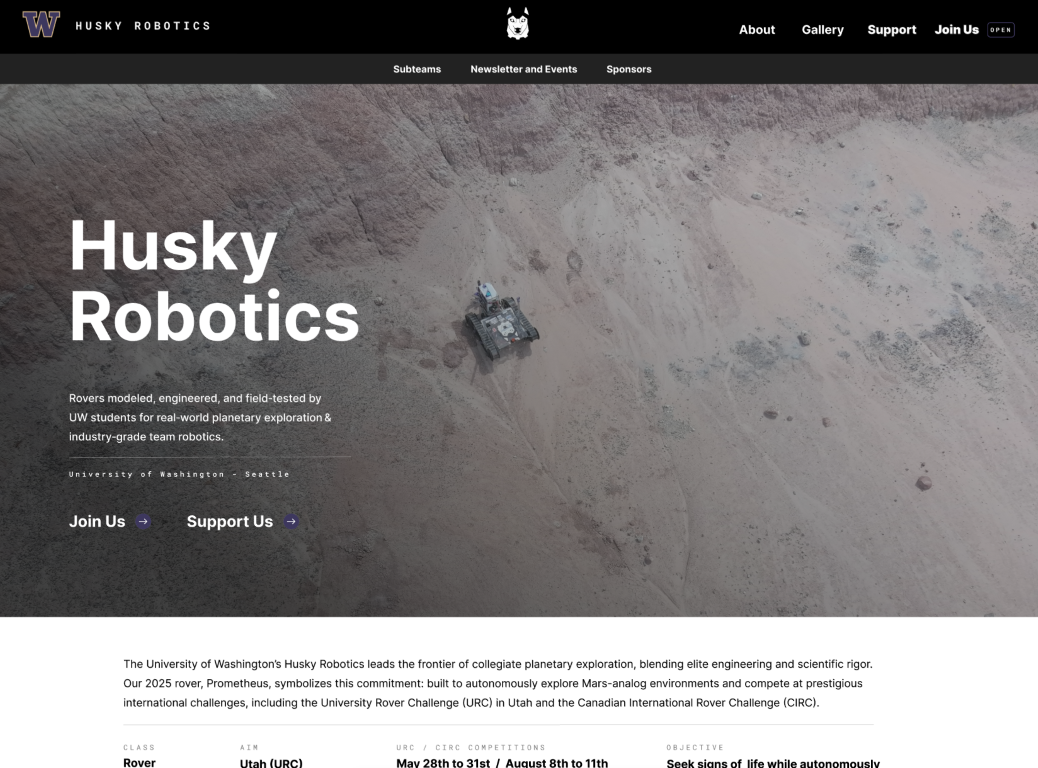 W HUSKY ROBOTICS
About Gallery Support Join Us OPEN
Subteams Newsletter and Events Sponsors
Husky
Robotics
Rovers modeled, engineered, and field-tested by
UW students for real-world planetary exploration &
industry-grade team robotics.
University of Washington - Seattle
Join Us → Support Us →
The University of Washington’s Husky Robotics leads the frontier of collegiate planetary exploration, blending elite engineering and scientific rigor.
Our 2025 rover, Prometheus, symbolizes this commitment: built to autonomously explore Mars-analog environments and compete at prestigious
international challenges, including the University Rover Challenge (URC) in Utah and the Canadian International Rover Challenge (CIRC).
CLASS AIM URC / CIRC COMPETITIONS OBJECTIVE
Rover Utah (URC) May 28th to 31st / August 8th to 11th Seek signs of life while autonomously